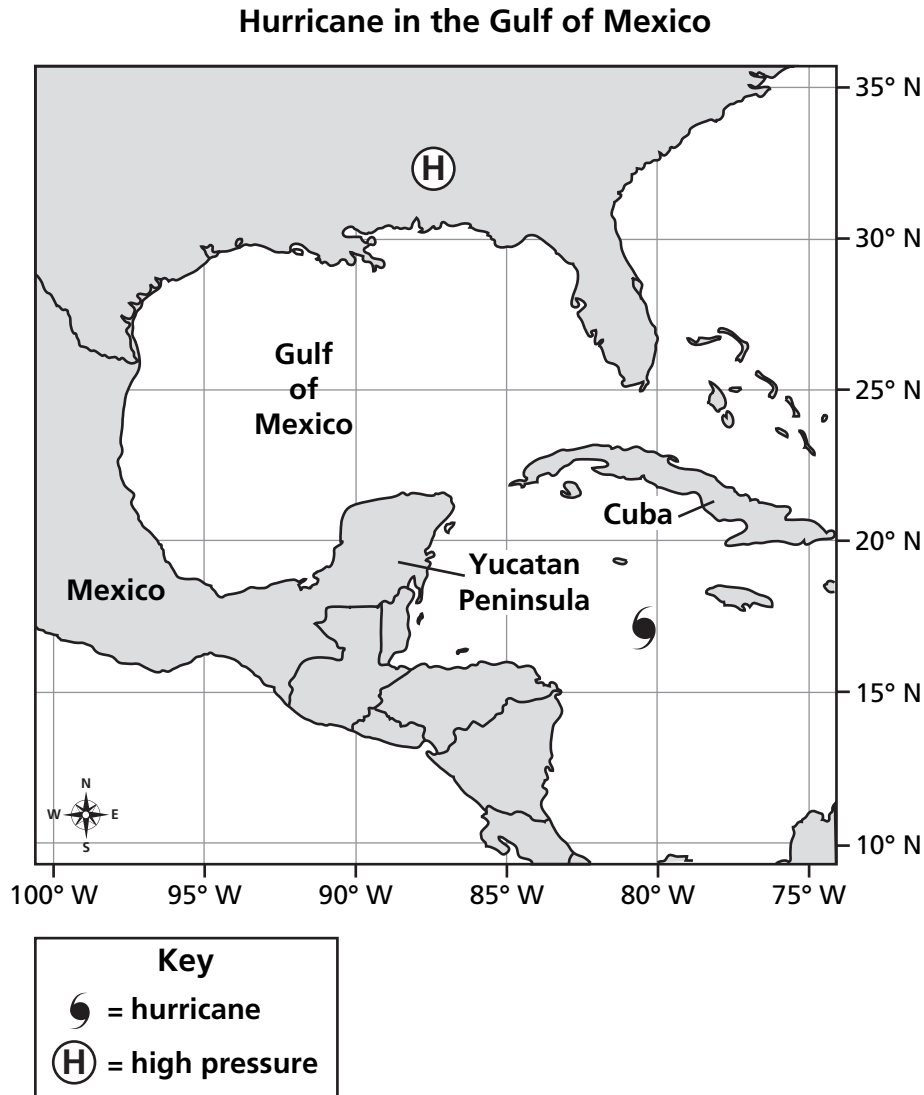 Hurricane in the Gulf of Mexico
35° N
H
30° N
Gulf
of
Mexico
25° N
Cuba
20° N
Yucatan
Peninsula
Mexico
15° N
N
W E
S
10° N
100° W 95° W 90° W 85° W 80° W 75° W
Key
= hurricane
H = high pressure